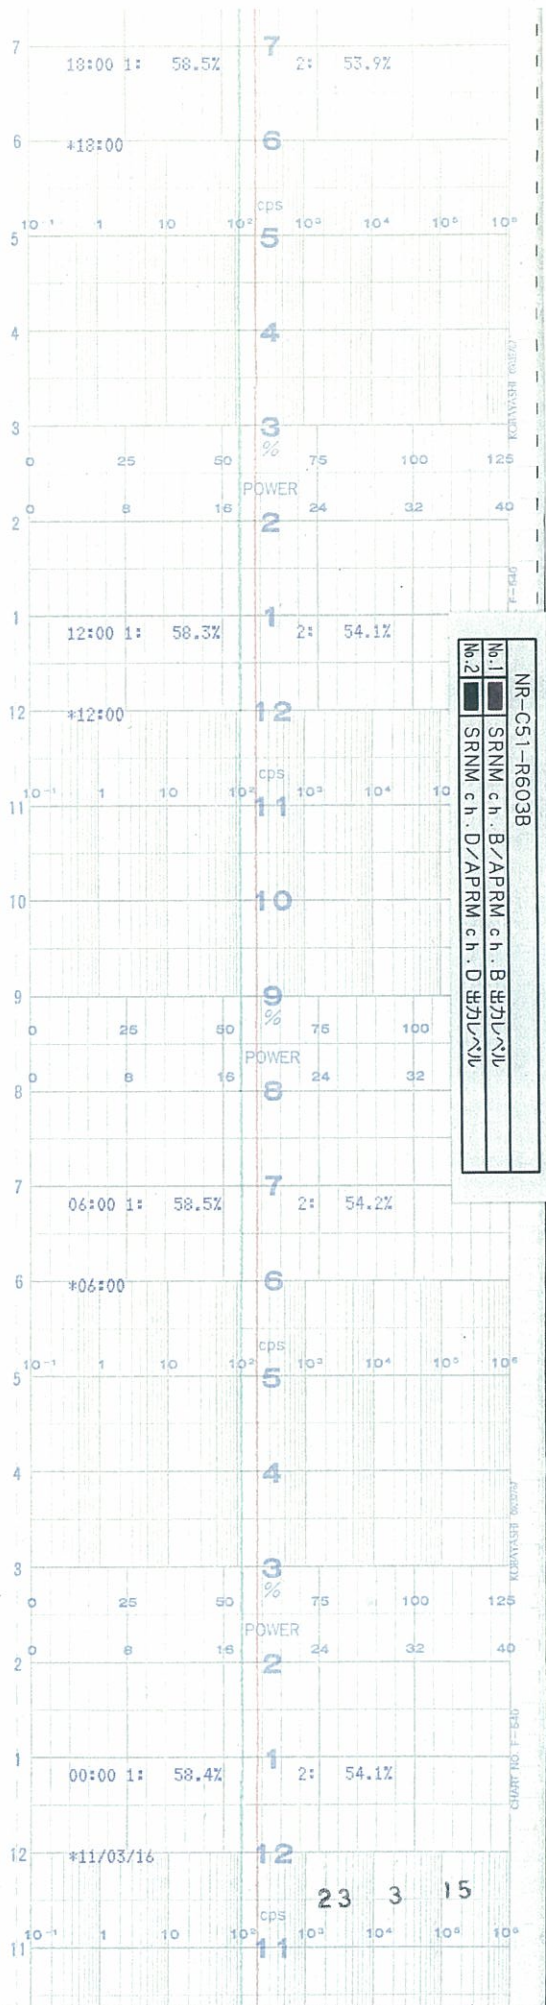 7 7
18:00 1: 58.5% 2: 53.9%
6 *18:00 6
cps
10⁻¹ 1 10 10² 10³ 10⁴ 10⁵ 10⁶
5 5
4 4
3 3
%
0 25 50 75 100 125
POWER
0 8 16 24 32 40
2 2
1 1
12:00 1: 58.3% 2: 54.1%
12 *12:00 12
cps
10⁻¹ 1 10 10² 10³ 10⁴ 10
11 11
10 10
9 9
%
0 25 50 75 100
POWER
0 8 16 24 32
8 8
7 7
06:00 1: 58.5% 2: 54.2%
6 *06:00 6
cps
10⁻¹ 1 10 10² 10³ 10⁴ 10⁵ 10⁶
5 5
4 4
3 3
%
0 25 50 75 100 125
POWER
0 8 16 24 32 40
2 2
1 1
00:00 1: 58.4% 2: 54.1%
12 *11/03/16 12
23 3 15
cps
10⁻¹ 1 10 10² 10³ 10⁴ 10⁵ 10⁶
11 11
NR-C51-R603B
No.1 SRNM ch.B/APRM ch.B 出力レベル
No.2 SRNM ch.D/APRM ch.D 出力レベル
CHART NO. F-640